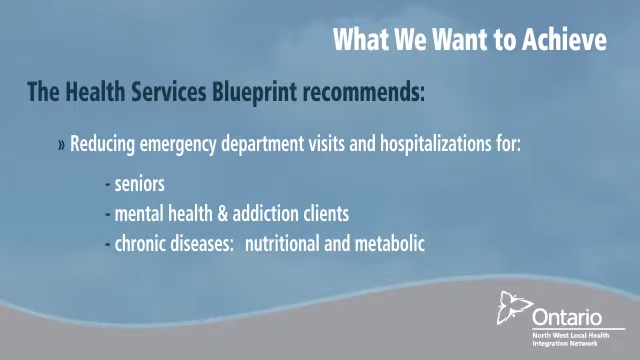 What We Want to Achieve
The Health Services Blueprint recommends:
» Reducing emergency department visits and hospitalizations for:
- seniors
- mental health & addiction clients
- chronic diseases: nutritional and metabolic
Ontario
North West Local Health
Integration Network